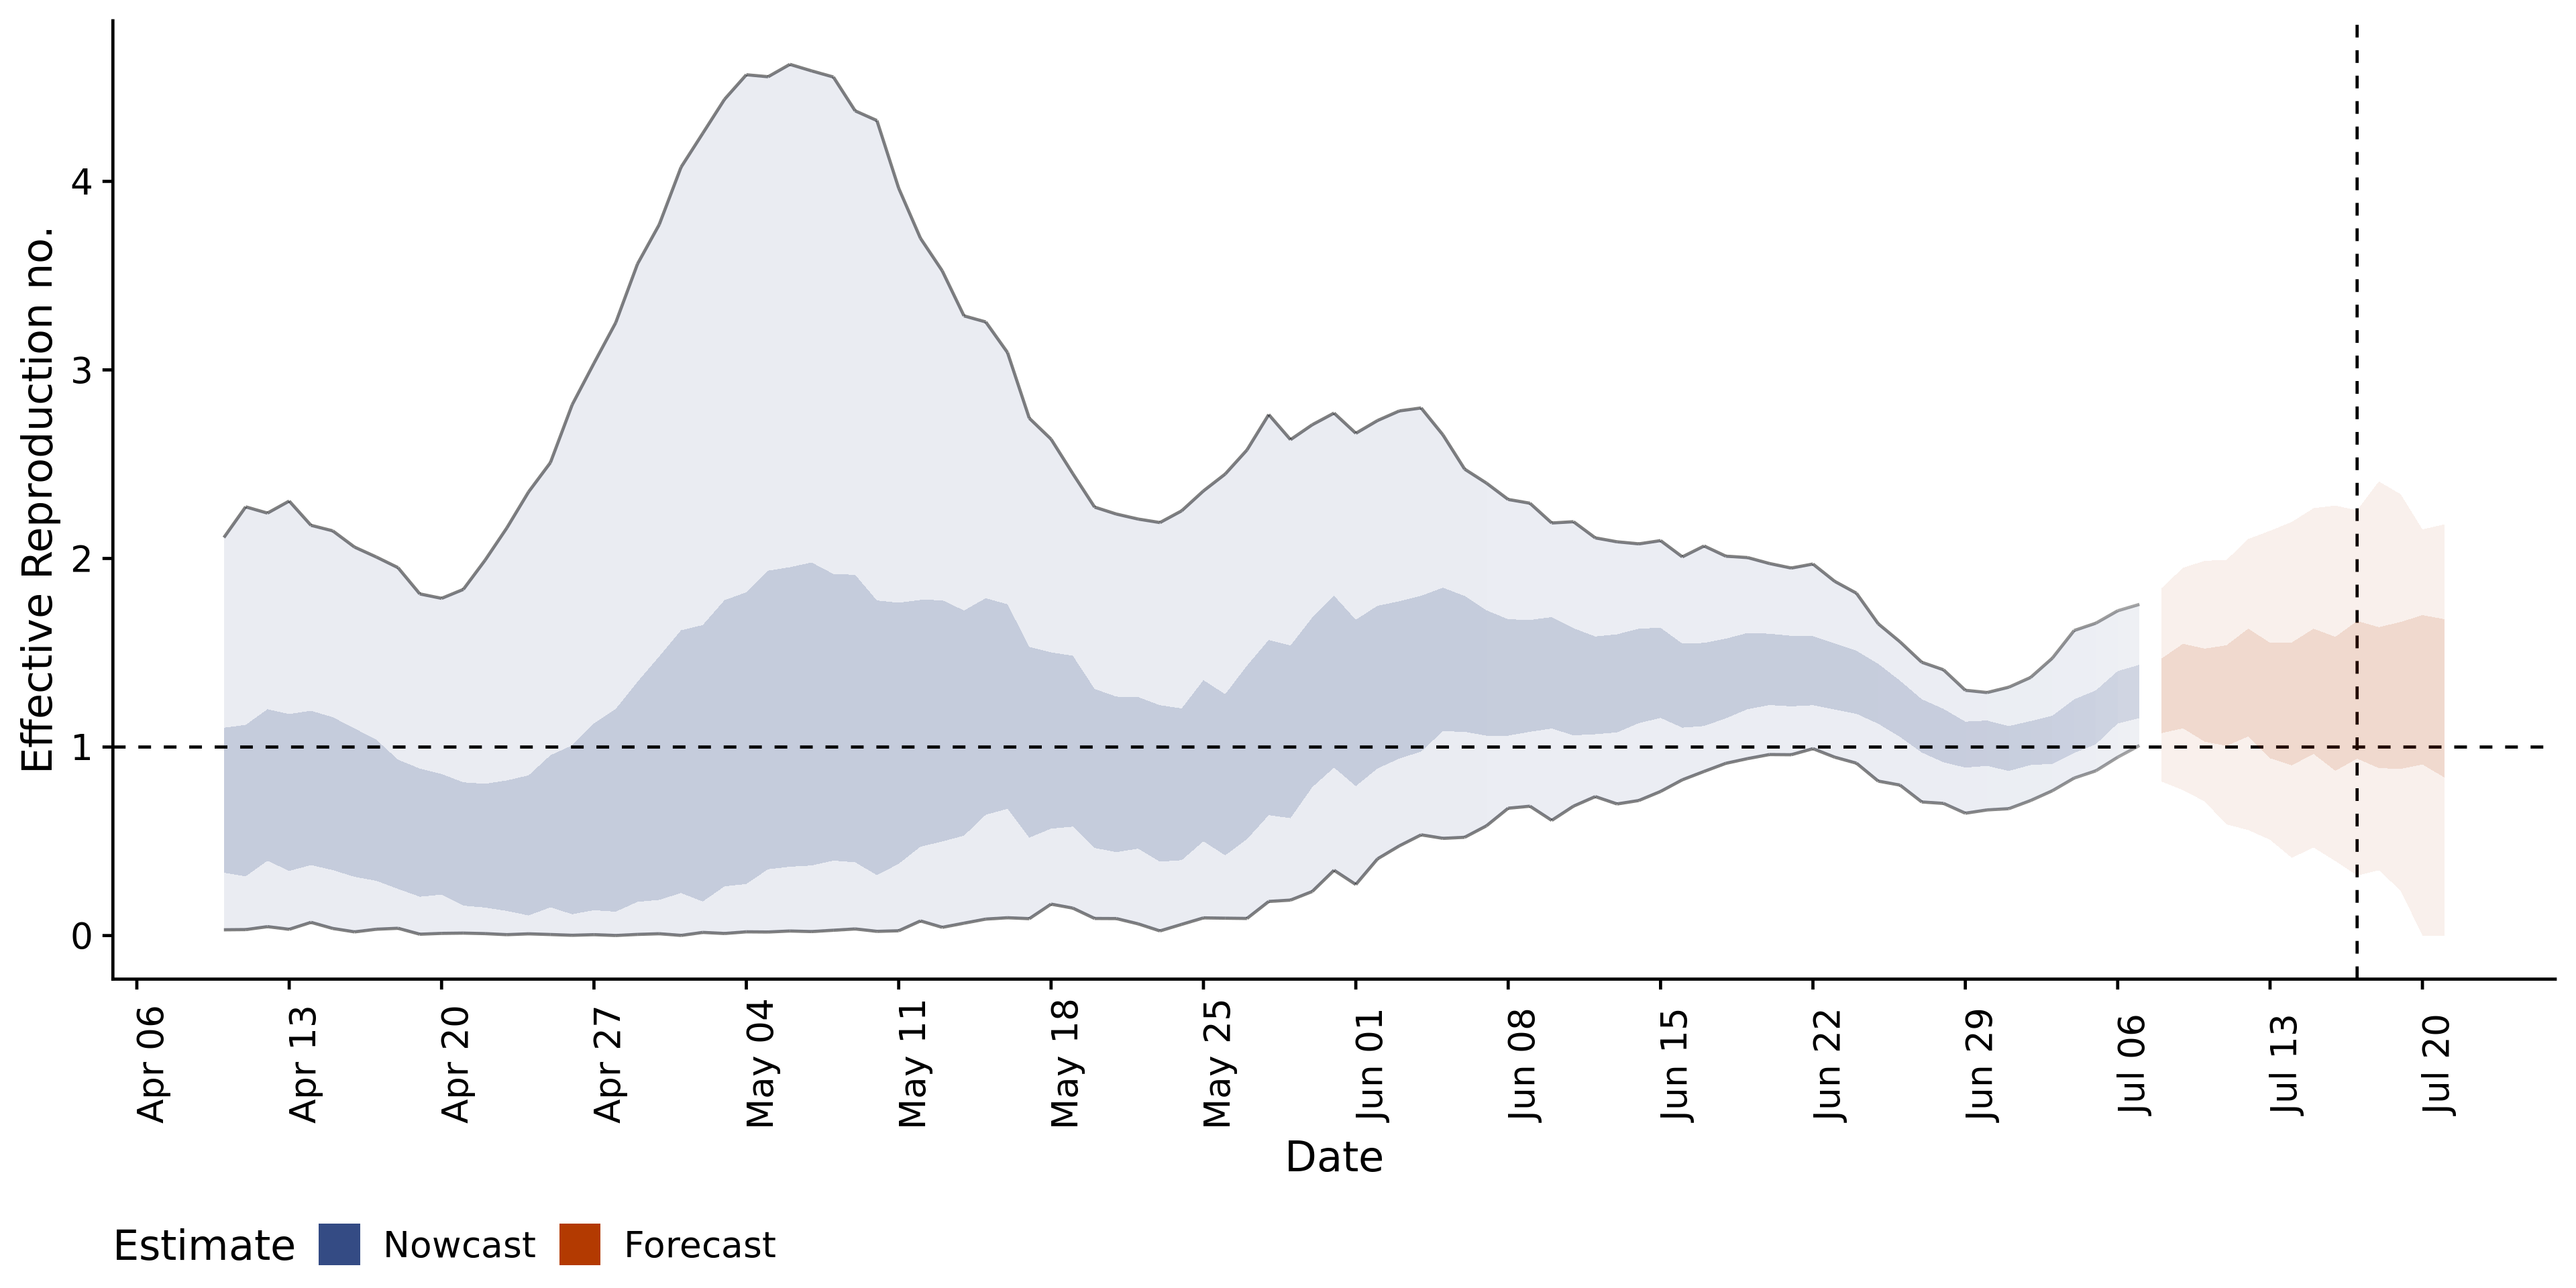 Effective Reproduction no.
4
3
2
1
0
Apr 06
Apr 13
Apr 20
Apr 27
May 04
May 11
May 18
May 25
Jun 01
Jun 08
Jun 15
Jun 22
Jun 29
Jul 06
Jul 13
Jul 20
Date
Estimate Nowcast Forecast